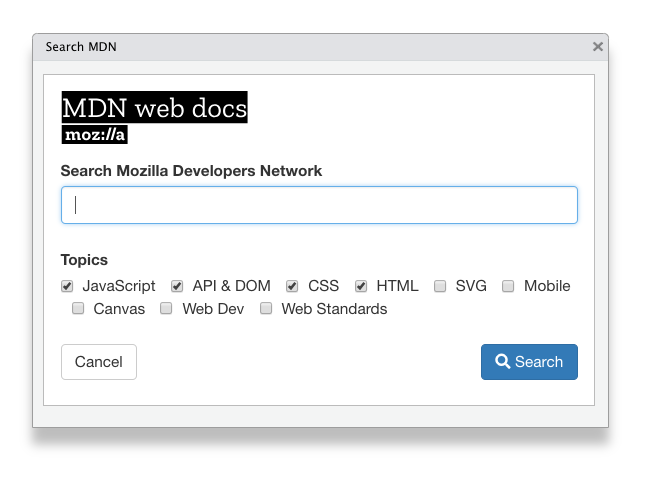 Search MDN
MDN web docs
moz://a
Search Mozilla Developers Network
Topics
JavaScript API & DOM CSS HTML SVG Mobile
Canvas Web Dev Web Standards
Cancel Search